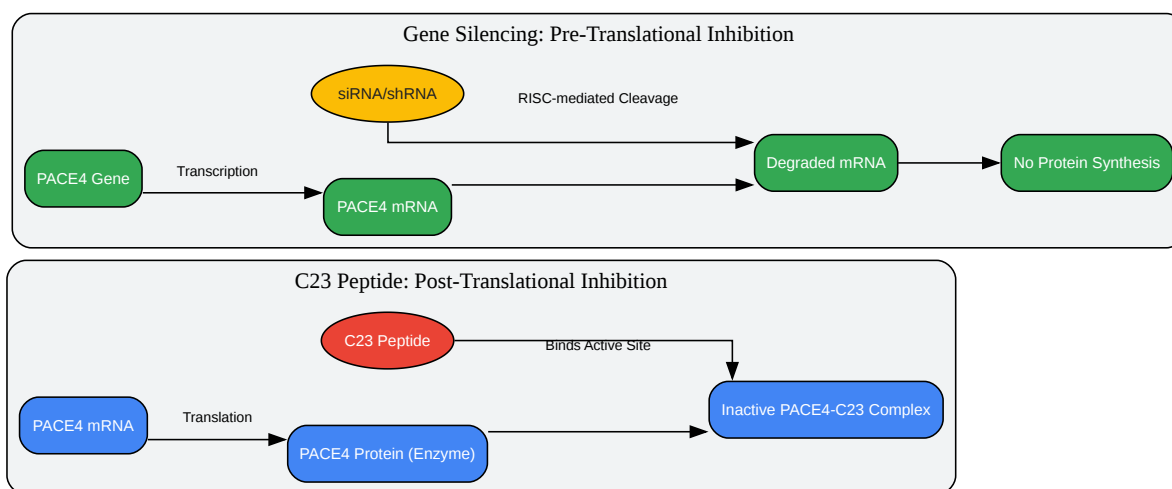 Gene Silencing: Pre-Translational Inhibition
siRNA/shRNA
RISC-mediated Cleavage
PACE4 Gene
Transcription
PACE4 mRNA
Degraded mRNA
No Protein Synthesis
C23 Peptide: Post-Translational Inhibition
C23 Peptide
Binds Active Site
PACE4 mRNA
Translation
PACE4 Protein (Enzyme)
Inactive PACE4-C23 Complex